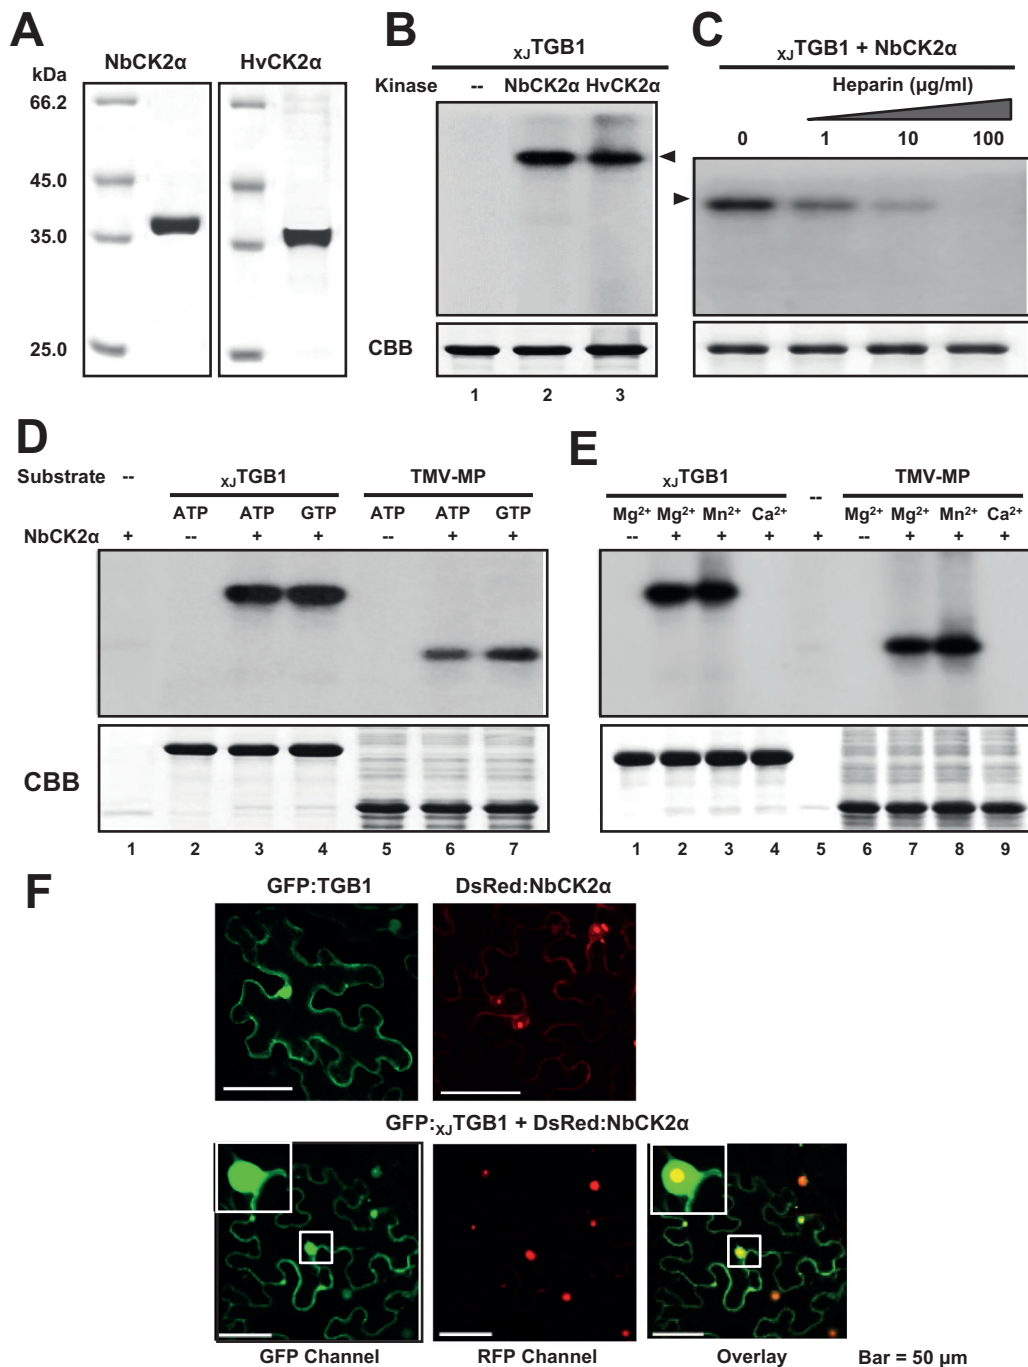 A
NbCK2α HvCK2α
kDa
66.2
45.0
35.0
25.0
B
XJTGB1
Kinase -- NbCK2α HvCK2α
CBB
1 2 3
C
XJTGB1 + NbCK2α
Heparin (μg/ml)
0 1 10 100
D
Substrate -- XJTGB1 TMV-MP
ATP ATP GTP ATP ATP GTP
NbCK2α + -- + + -- + +
CBB
1 2 3 4 5 6 7
E
XJTGB1 -- TMV-MP
Mg2+ Mg2+ Mn2+ Ca2+ Mg2+ Mg2+ Mn2+ Ca2+
-- + + + + -- + + +
1 2 3 4 5 6 7 8 9
F
GFP:TGB1 DsRed:NbCK2α
GFP:XJTGB1 + DsRed:NbCK2α
GFP Channel RFP Channel Overlay Bar = 50 μm